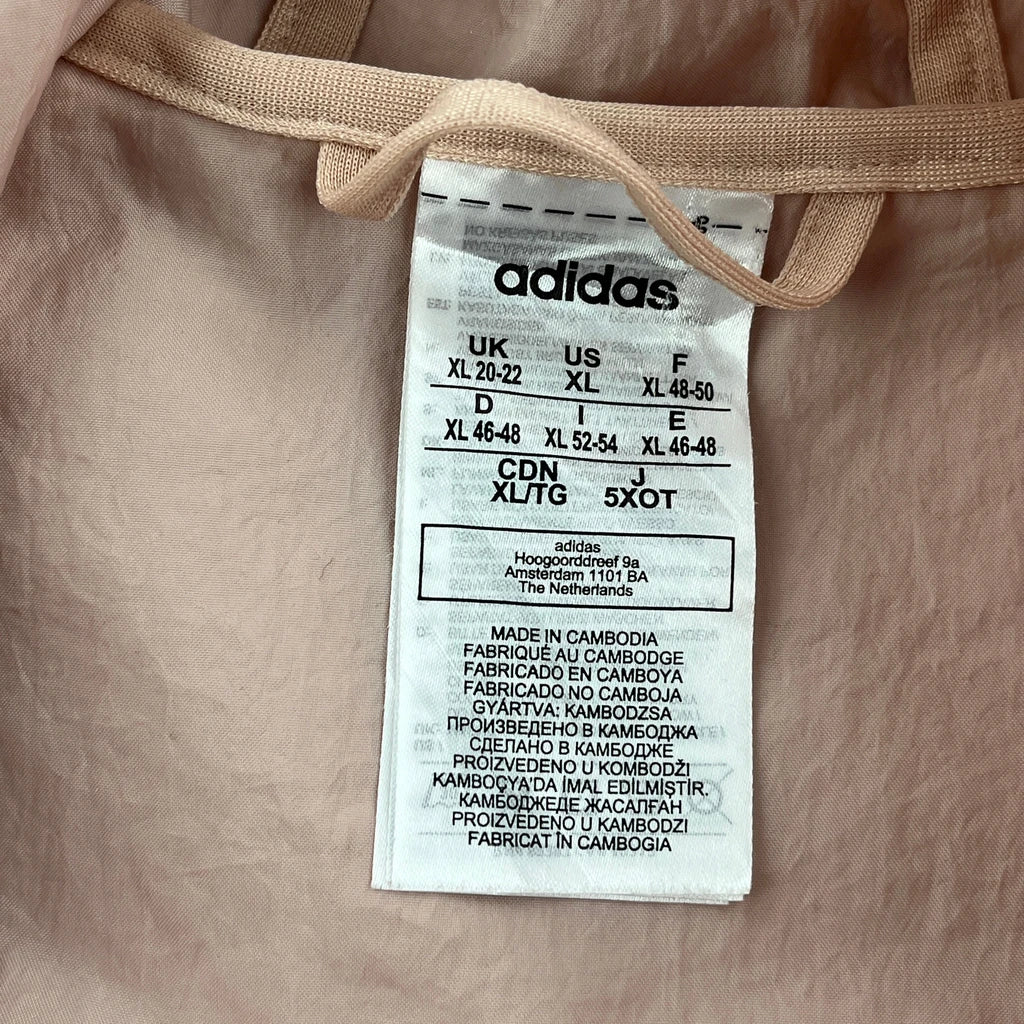 adidas
UK US F
XL 20-22 XL XL 48-50
D I E
XL 46-48 XL 52-54 XL 46-48
CDN J
XL/TG 5XOT
adidas
Hoogoorddreef 9a
Amsterdam 1101 BA
The Netherlands
MADE IN CAMBODIA
FABRIQUÉ AU CAMBODGE
FABRICADO EN CAMBOYA
FABRICADO NO CAMBOJA
GYÁRTVA: KAMBODZSA
ПРОИЗВЕДЕНО В КАМБОДЖА
СДЕЛАНО В КАМБОДЖЕ
PROIZVEDENO U KOMBODŽI
KAMBOÇYA'DA İMAL EDİLMİŞTİR.
КАМБОДЖЕДЕ ЖАСАЛҒАН
PROIZVEDENO U KAMBODZI
FABRICAT ÎN CAMBOGIA